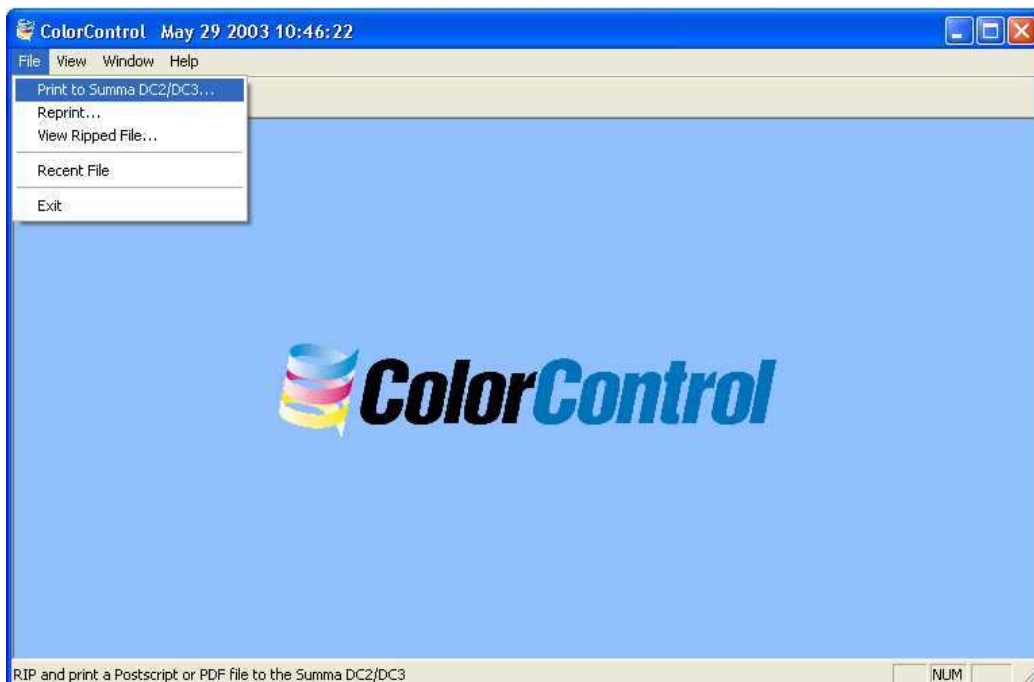 ColorControl May 29 2003 10:46:22
File View Window Help
Print to Summa DC2/DC3...
Reprint...
View Ripped File...
Recent File
Exit
ColorControl
RIP and print a Postscript or PDF file to the Summa DC2/DC3 NUM